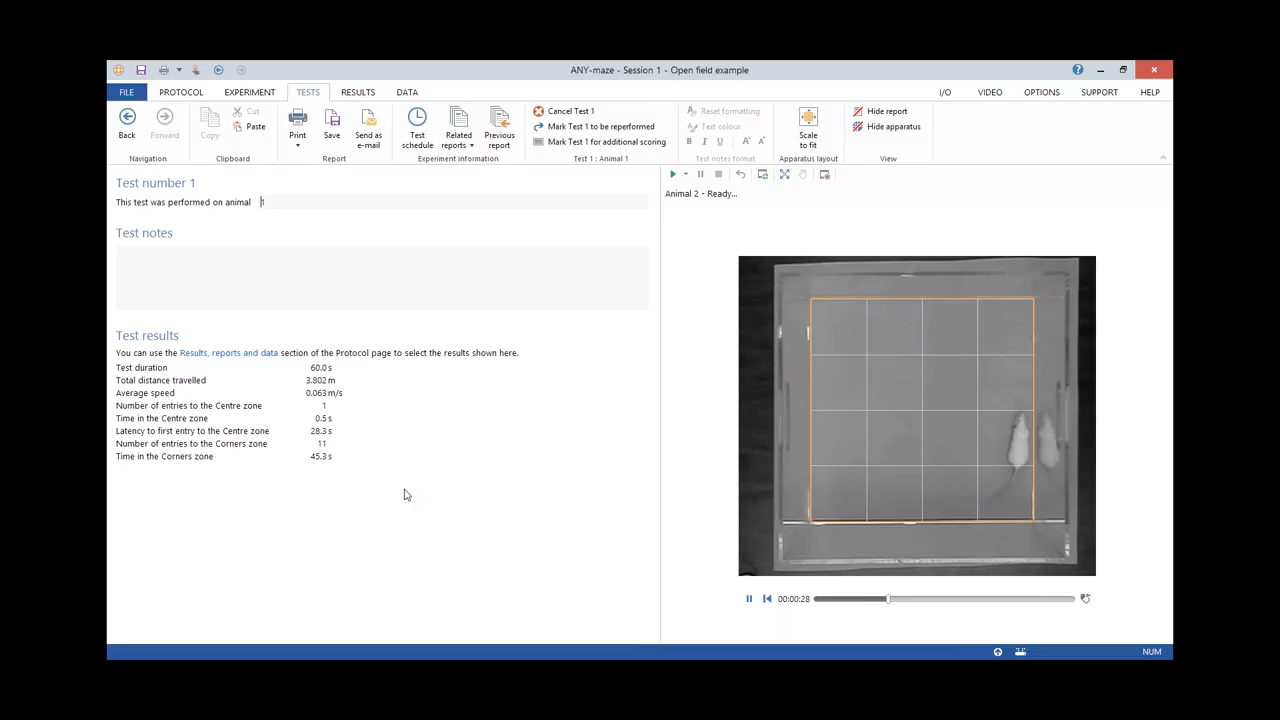 ANY-maze - Session 1 - Open field example
FILE PROTOCOL EXPERIMENT TESTS RESULTS DATA I/O VIDEO OPTIONS SUPPORT HELP
Back Forward Copy Cut Paste Print Save Send as e-mail Test schedule Related reports Previous report
Cancel Test 1
Mark Test 1 to be reperformed
Mark Test 1 for additional scoring
Reset formatting
Text colour
B I U A A
Scale to fit
Hide report
Hide apparatus
Navigation Clipboard Report Experiment information Test 1 : Animal 1 Test notes format Apparatus layout View
Test number 1
This test was performed on animal 1
Test notes
Test results
You can use the Results, reports and data section of the Protocol page to select the results shown here.
Test duration 60.0 s
Total distance travelled 3.802 m
Average speed 0.063 m/s
Number of entries to the Centre zone 1
Time in the Centre zone 0.5 s
Latency to first entry to the Centre zone 28.3 s
Number of entries to the Corners zone 11
Time in the Corners zone 45.3 s
Animal 2 - Ready...
00:00:28
NUM